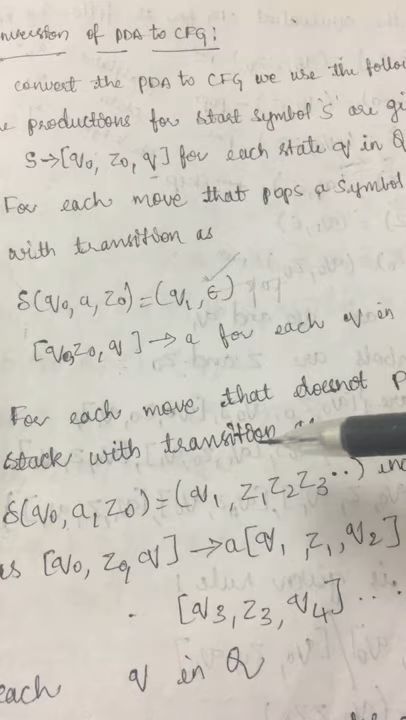 nversion of PDA to CFG:
convert the PDA to CFG we use the follo
e productions for start symbol 's' are gi
S→[q0, z0, q] for each state q in Q
For each move that pops a symbol
with transition as
δ(q0, a, z0) = (q1, ε)
[q0z0, q] → a for each q in
For each move that doesnot p
stack with transition
δ(q0, a, z0) = (q1, z1z2z3..) in
as [q0, z0, q] → a[q1, z1, q2]
[q3, z3, q4] ...
each q in Q